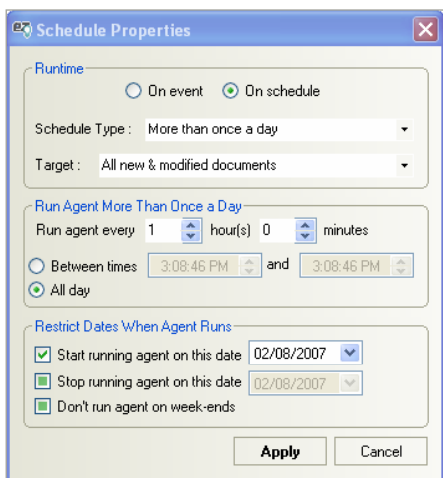 Schedule Properties
Runtime
On event On schedule
Schedule Type : More than once a day
Target : All new & modified documents
Run Agent More Than Once a Day
Run agent every 1 hour(s) 0 minutes
Between times 3:08:46 PM and 3:08:46 PM
All day
Restrict Dates When Agent Runs
Start running agent on this date 02/08/2007
Stop running agent on this date 02/08/2007
Don't run agent on week-ends
Apply Cancel